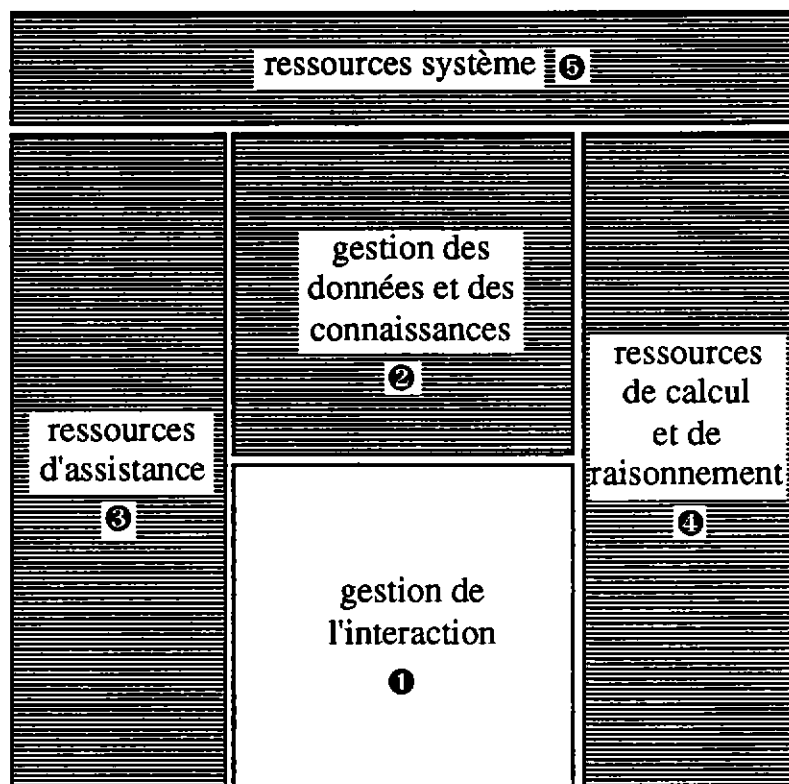 ressources système ❺
gestion des
données et des
connaissances
❷
ressources
de calcul
et de
raisonnement
❹
ressources
d'assistance
❸
gestion de
l'interaction
❶